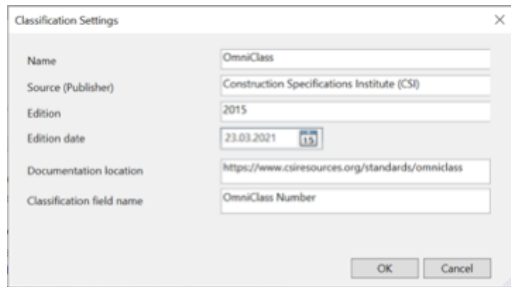 Classification Settings
Name
OmniClass
Source (Publisher)
Construction Specifications Institute (CSI)
Edition
2015
Edition date
23.03.2021
15
Documentation location
https://www.csiresources.org/standards/omniclass
Classification field name
OmniClass Number
OK
Cancel